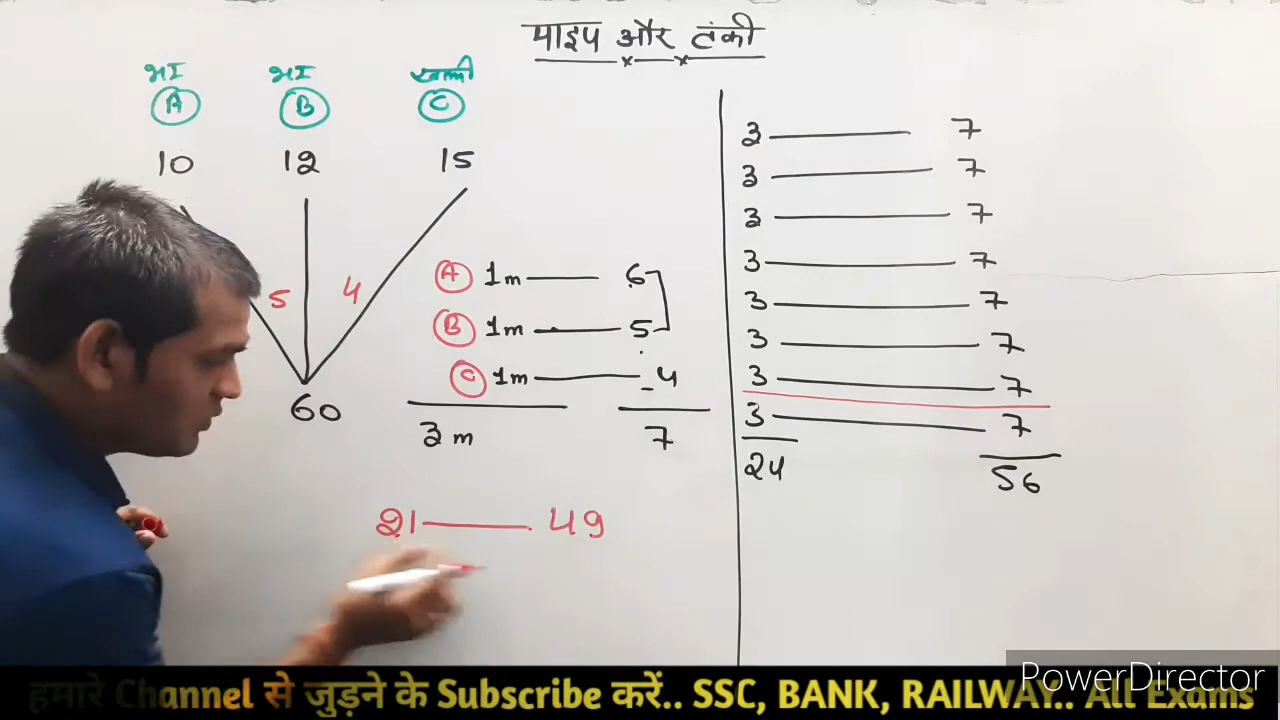 पाइप और टंकी
भरा भरा खाली
A B C
10 12 15
5 4
60
A 1m 6
B 1m 5
C 1m -4
3m 7
21 49
3 7
3 7
3 7
3 7
3 7
3 7
3 7
3 7
24 56
PowerDirector
हमारे Channel से जुड़ने के Subscribe करें.. SSC, BANK, RAILWAY.. All Exams